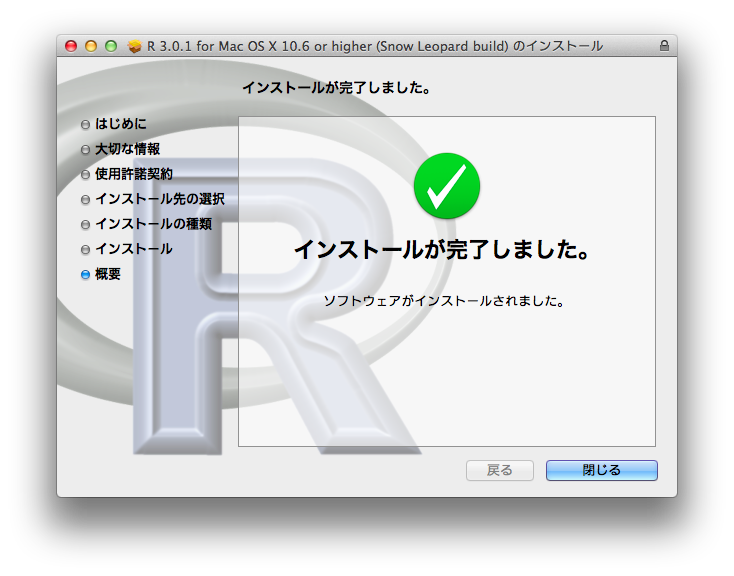 R 3.0.1 for Mac OS X 10.6 or higher (Snow Leopard build) のインストール
インストールが完了しました。
はじめに
大切な情報
使用許諾契約
インストール先の選択
インストールの種類
インストール
概要
インストールが完了しました。
ソフトウェアがインストールされました。
戻る
閉じる
R